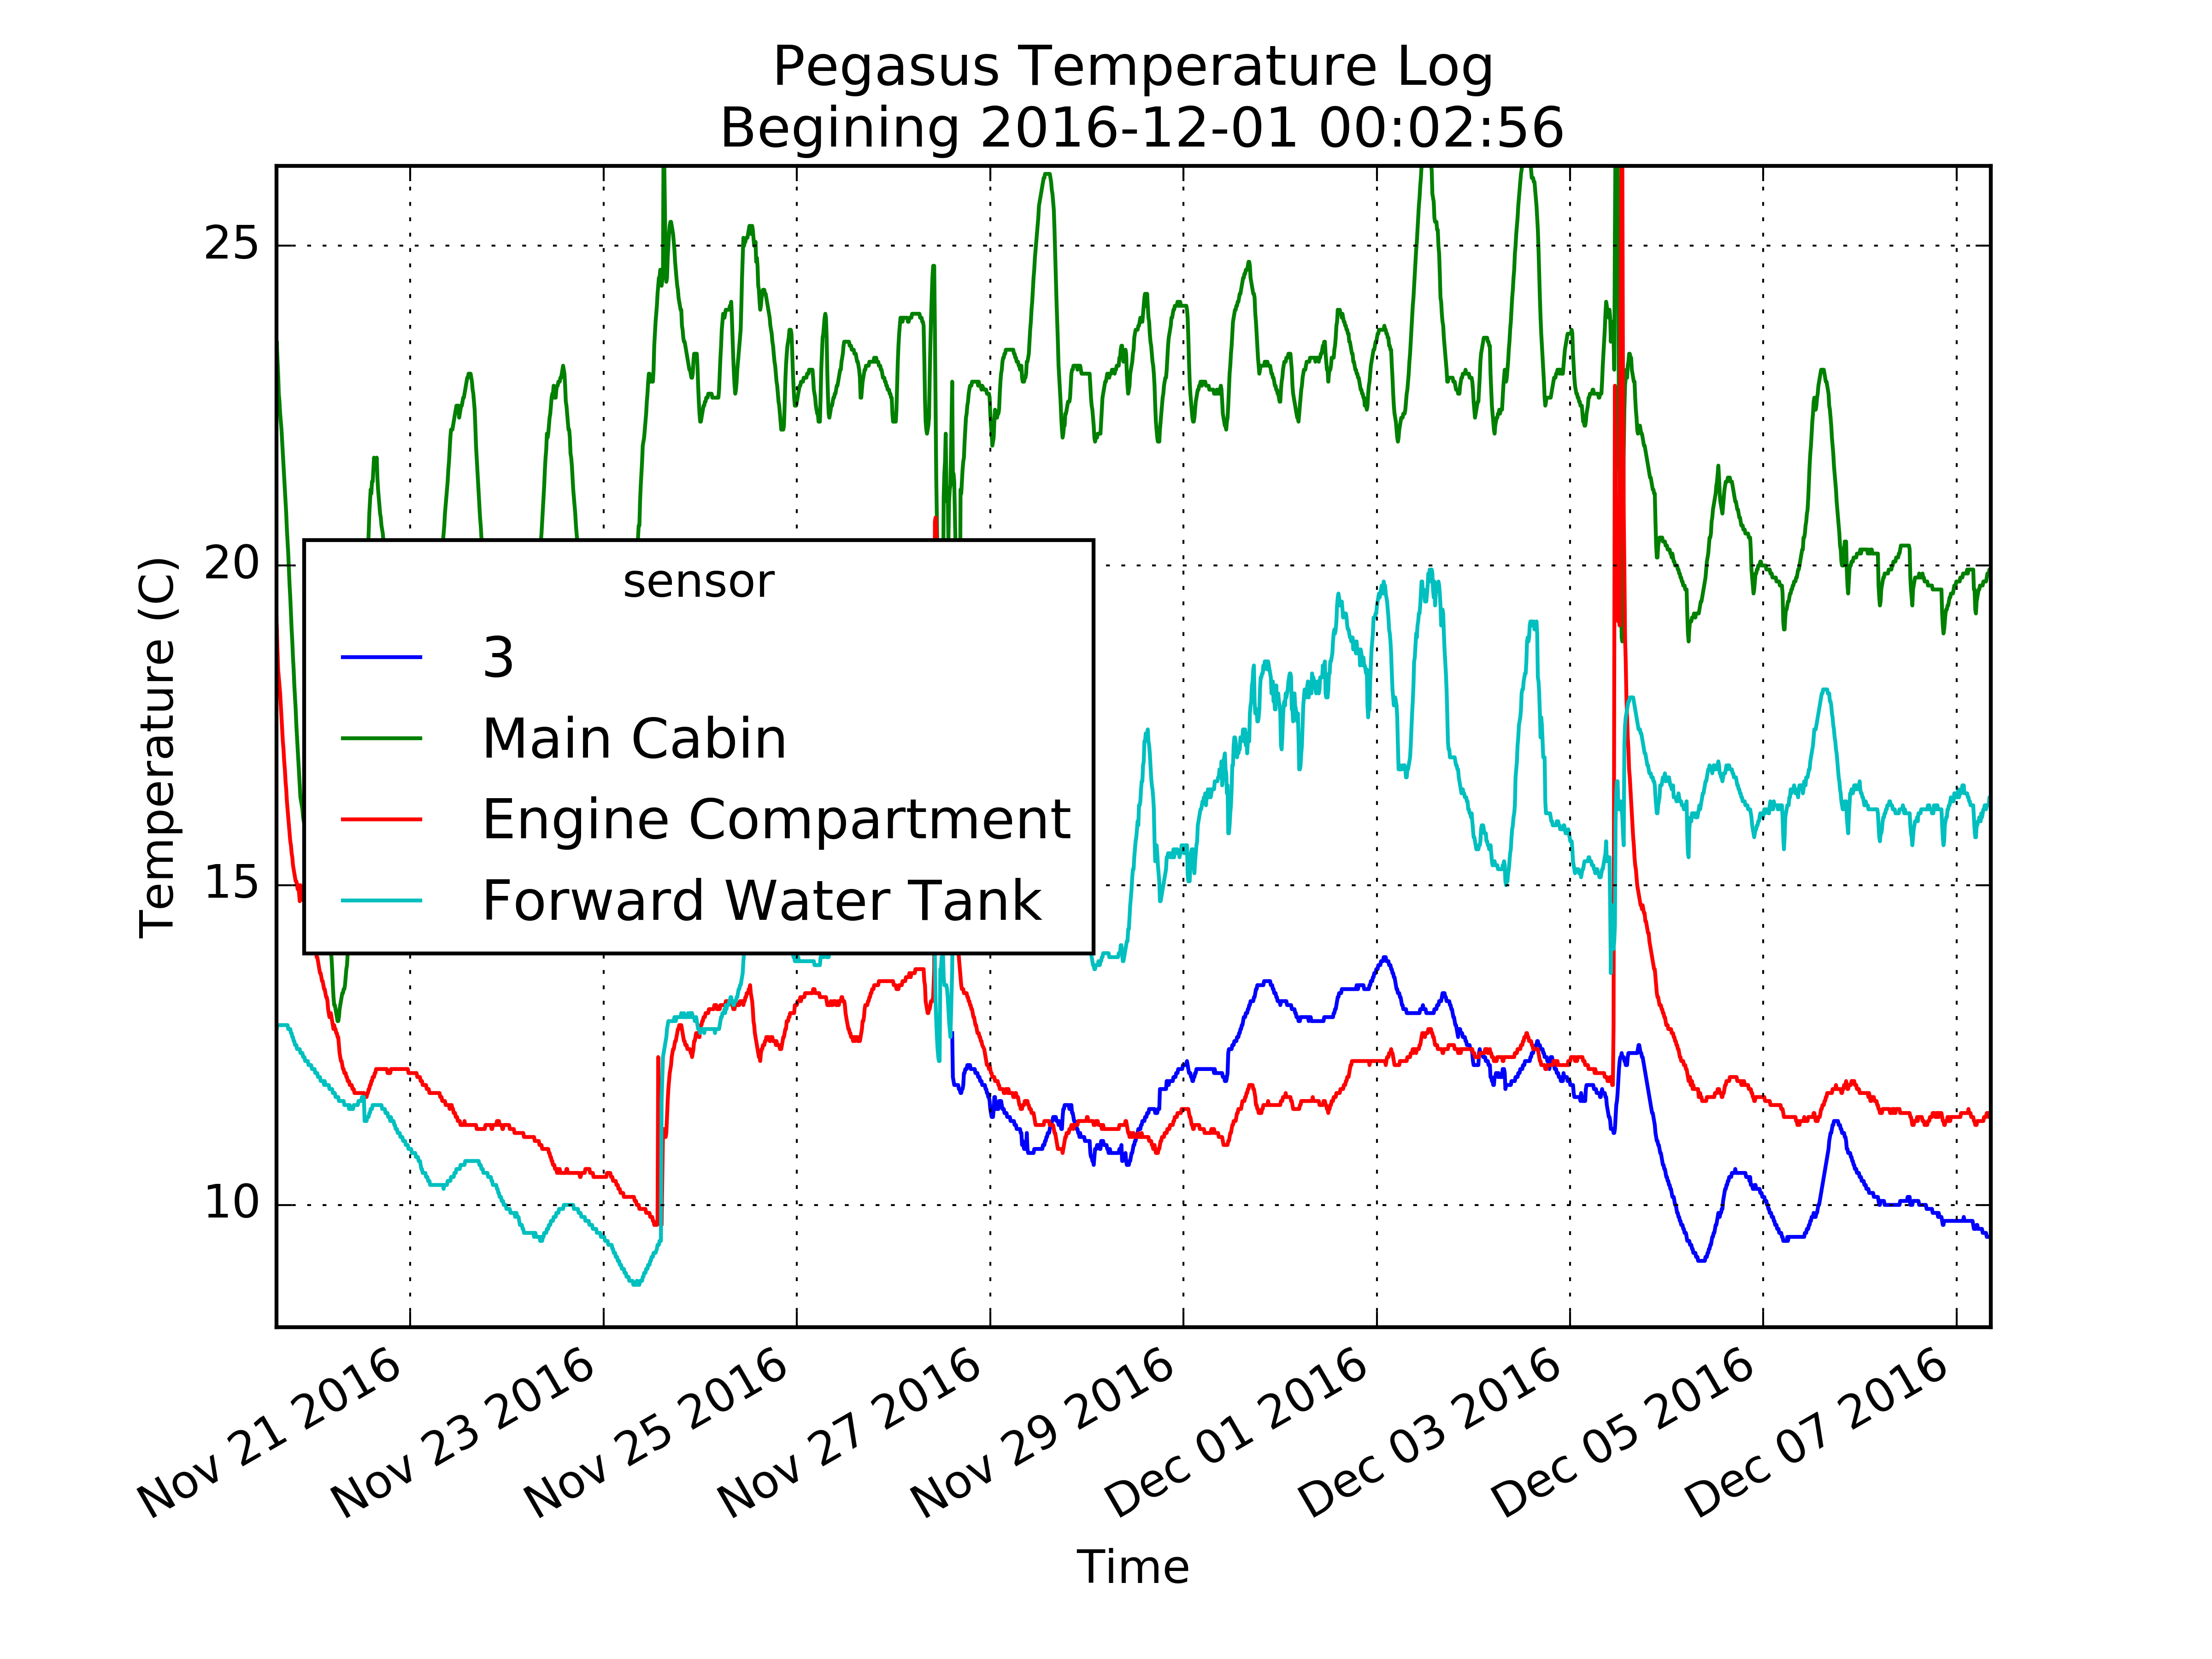 Pegasus Temperature Log
Begining 2016-12-01 00:02:56
25
20
15
10
Temperature (C)
sensor
3
Main Cabin
Engine Compartment
Forward Water Tank
Nov 21 2016
Nov 23 2016
Nov 25 2016
Nov 27 2016
Nov 29 2016
Dec 01 2016
Dec 03 2016
Dec 05 2016
Dec 07 2016
Time